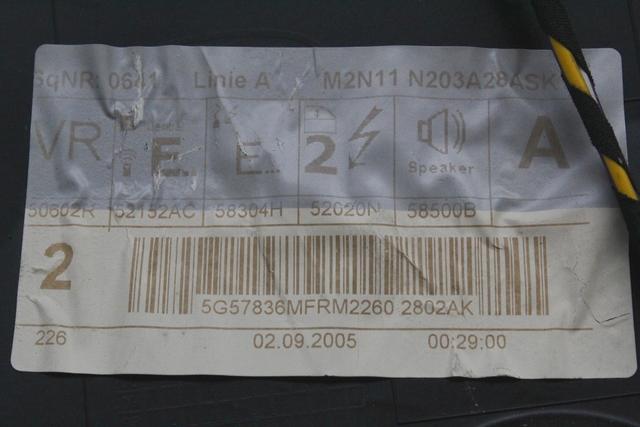 SqNR: 0641 Linie A M2N11 N203A28ASK
VR E... E... 2 Speaker A
50602R 52152AC 58304H 52620N 58500B
2
5G57836MFRM2260 2802AK
226 02.09.2005 00:29:00